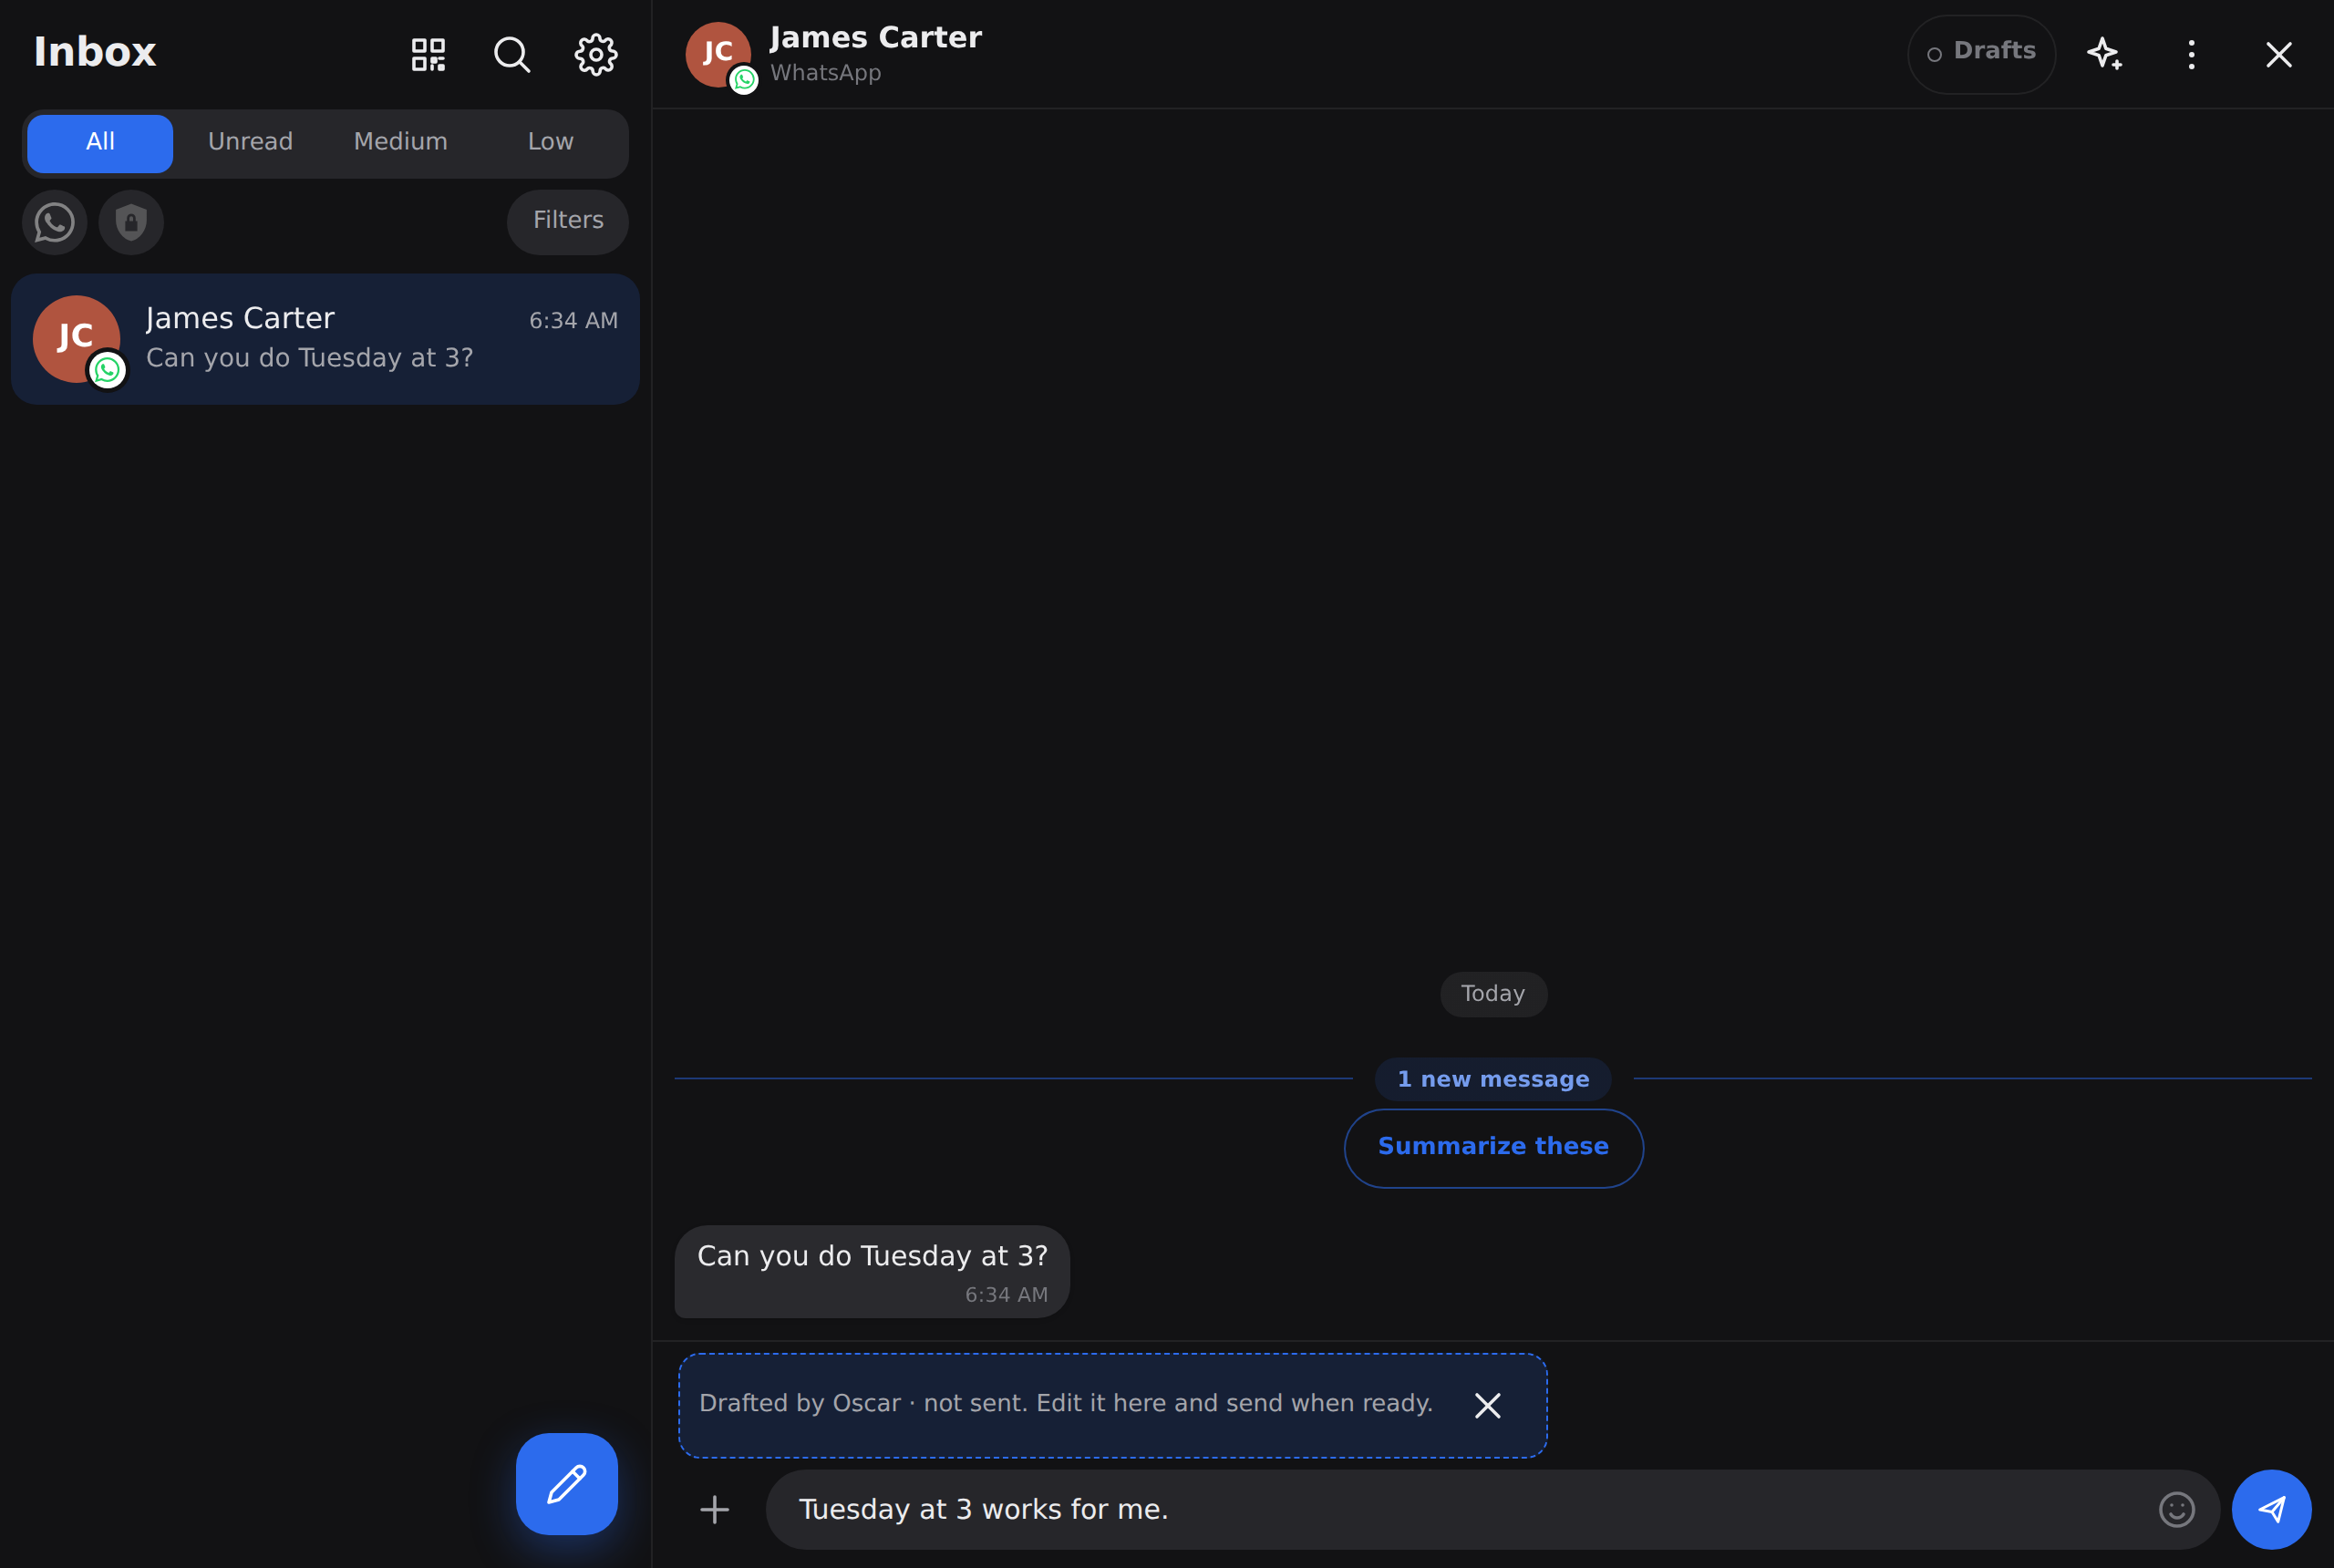 Inbox
All
Unread
Medium
Low
Filters
JC
James Carter
6:34 AM
Can you do Tuesday at 3?
JC
James Carter
WhatsApp
Drafts
Today
1 new message
Summarize these
Can you do Tuesday at 3?
6:34 AM
Drafted by Oscar · not sent. Edit it here and send when ready.
Tuesday at 3 works for me.